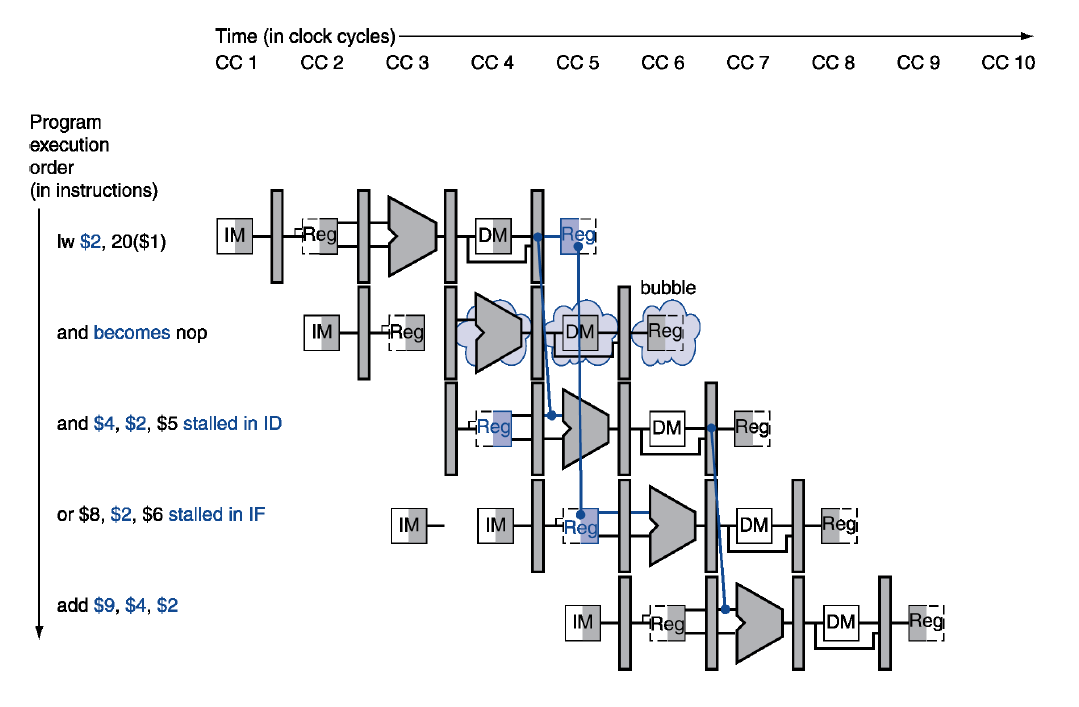 Time (in clock cycles)
CC 1 CC 2 CC 3 CC 4 CC 5 CC 6 CC 7 CC 8 CC 9 CC 10
Program
execution
order
(in instructions)
lw $2, 20($1) IM Reg DM Reg
bubble
and becomes nop IM Reg DM Reg
and $4, $2, $5 stalled in ID Reg DM Reg
or $8, $2, $6 stalled in IF IM IM Reg DM Reg
add $9, $4, $2 IM Reg DM Reg